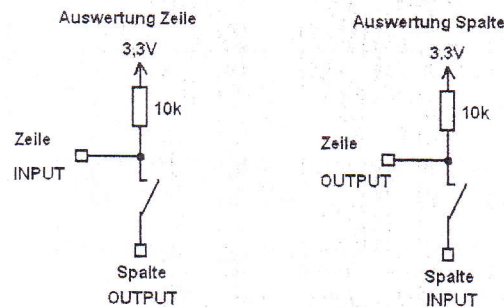 Auswertung Zeile
3,3V
10k
Zeile
INPUT
Spalte
OUTPUT
Auswertung Spalte
3,3V
10k
Zeile
OUTPUT
Spalte
INPUT